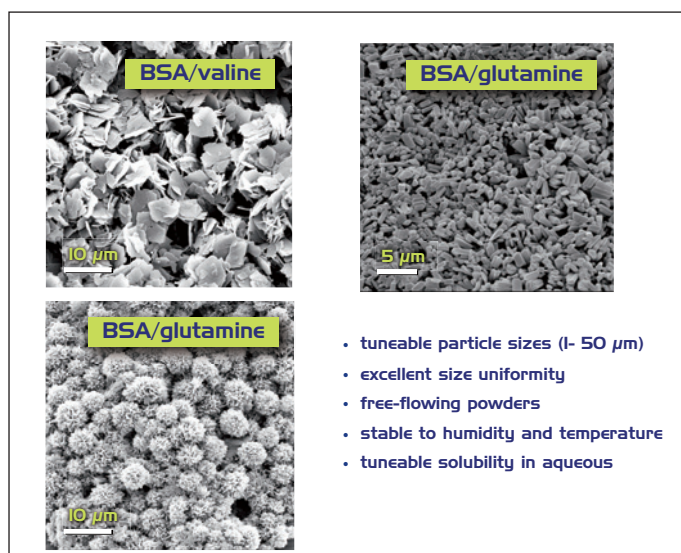 BSA/valine
10 µm
BSA/glutamine
5 µm
BSA/glutamine
10 µm
• tuneable particle sizes (1- 50 µm)
• excellent size uniformity
• free-flowing powders
• stable to humidity and temperature
• tuneable solubility in aqueous